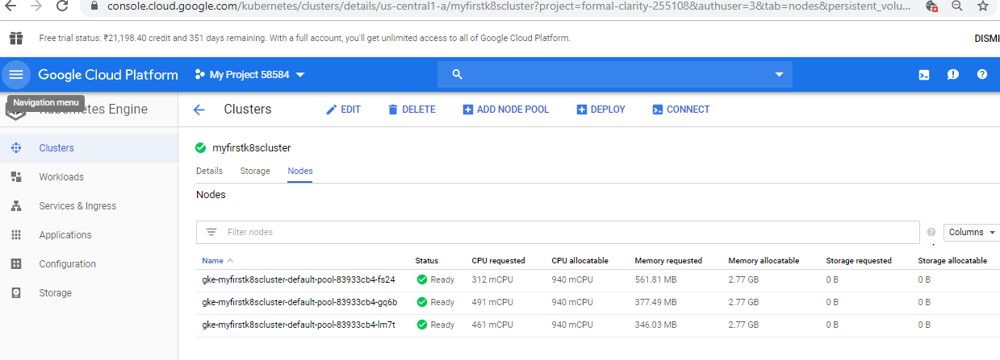 console.cloud.google.com/kubernetes/clusters/details/us-central1-a/myfirstk8scluster?project=formal-clarity-255108&authuser=3&tab=nodes&persistent_volu...
Free trial status: ₹21,198.40 credit and 351 days remaining. With a full account, you'll get unlimited access to all of Google Cloud Platform. DISMI
Google Cloud Platform My Project 58584
Navigation menu
Kubernetes Engine Clusters EDIT DELETE ADD NODE POOL DEPLOY CONNECT
Clusters myfirstk8scluster
Workloads Details Storage Nodes
Services & Ingress Nodes
Applications Filter nodes Columns
Configuration Name Status CPU requested CPU allocatable Memory requested Memory allocatable Storage requested Storage allocatable
gke-myfirstk8scluster-default-pool-83933cb4-fs24 Ready 312 mCPU 940 mCPU 561.81 MB 2.77 GB 0 B 0 B
Storage gke-myfirstk8scluster-default-pool-83933cb4-gq6b Ready 491 mCPU 940 mCPU 377.49 MB 2.77 GB 0 B 0 B
gke-myfirstk8scluster-default-pool-83933cb4-lm7t Ready 461 mCPU 940 mCPU 346.03 MB 2.77 GB 0 B 0 B